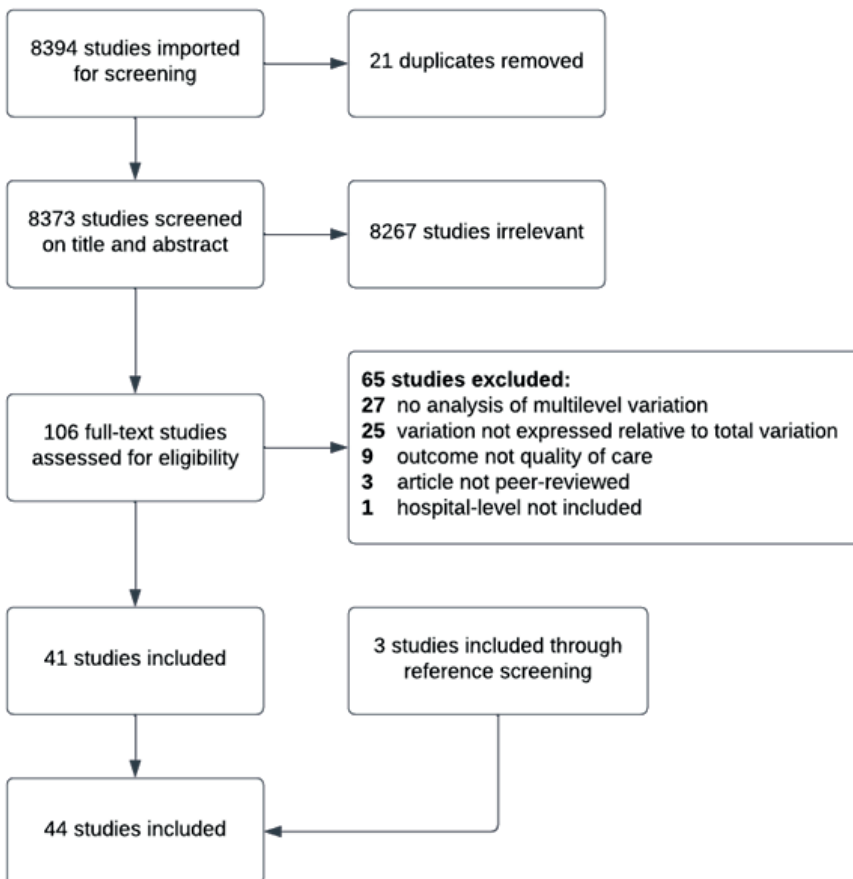 8394 studies imported
for screening
21 duplicates removed
8373 studies screened
on title and abstract
8267 studies irrelevant
106 full-text studies
assessed for eligibility
65 studies excluded:
27 no analysis of multilevel variation
25 variation not expressed relative to total variation
9 outcome not quality of care
3 article not peer-reviewed
1 hospital-level not included
41 studies included
3 studies included through
reference screening
44 studies included